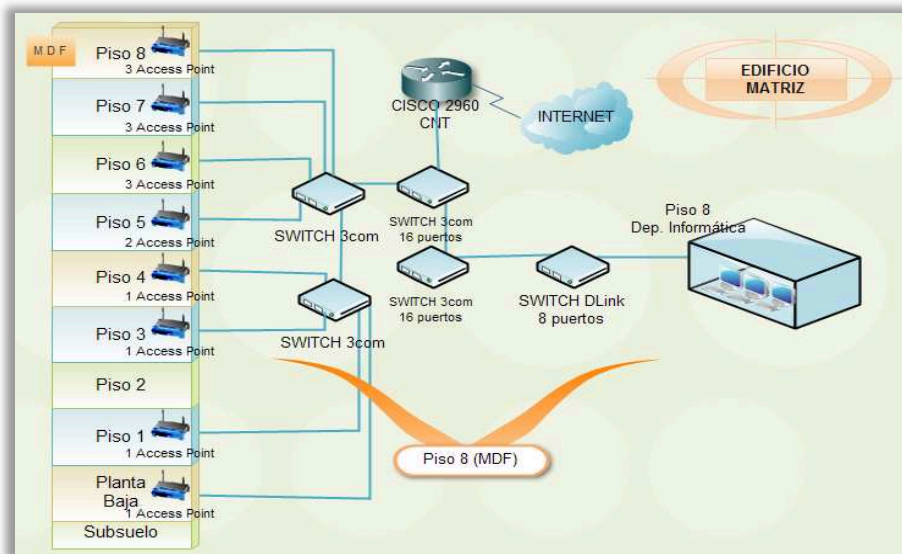 M D F
Piso 8
3 Access Point
Piso 7
3 Access Point
Piso 6
3 Access Point
Piso 5
2 Access Point
Piso 4
1 Access Point
Piso 3
1 Access Point
Piso 2
Piso 1
1 Access Point
Planta
Baja
1 Access Point
Subsuelo
SWITCH 3com
SWITCH 3com
CISCO 2960
CNT
INTERNET
SWITCH 3com
16 puertos
SWITCH 3com
16 puertos
SWITCH DLink
8 puertos
EDIFICIO
MATRIZ
Piso 8
Dep. Informática
Piso 8 (MDF)